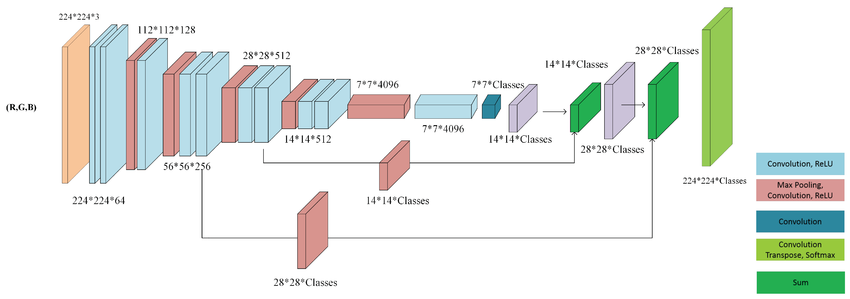 224*224*3
112*112*128
28*28*512
28*28*Classes
14*14*Classes
7*7*4096
7*7*Classes
(R,G,B)
14*14*512
7*7*4096
14*14*Classes
28*28*Classes
56*56*256
224*224*64
14*14*Classes
224*224*Classes
28*28*Classes
Convolution, ReLU
Max Pooling,
Convolution, ReLU
Convolution
Convolution
Transpose, Softmax
Sum